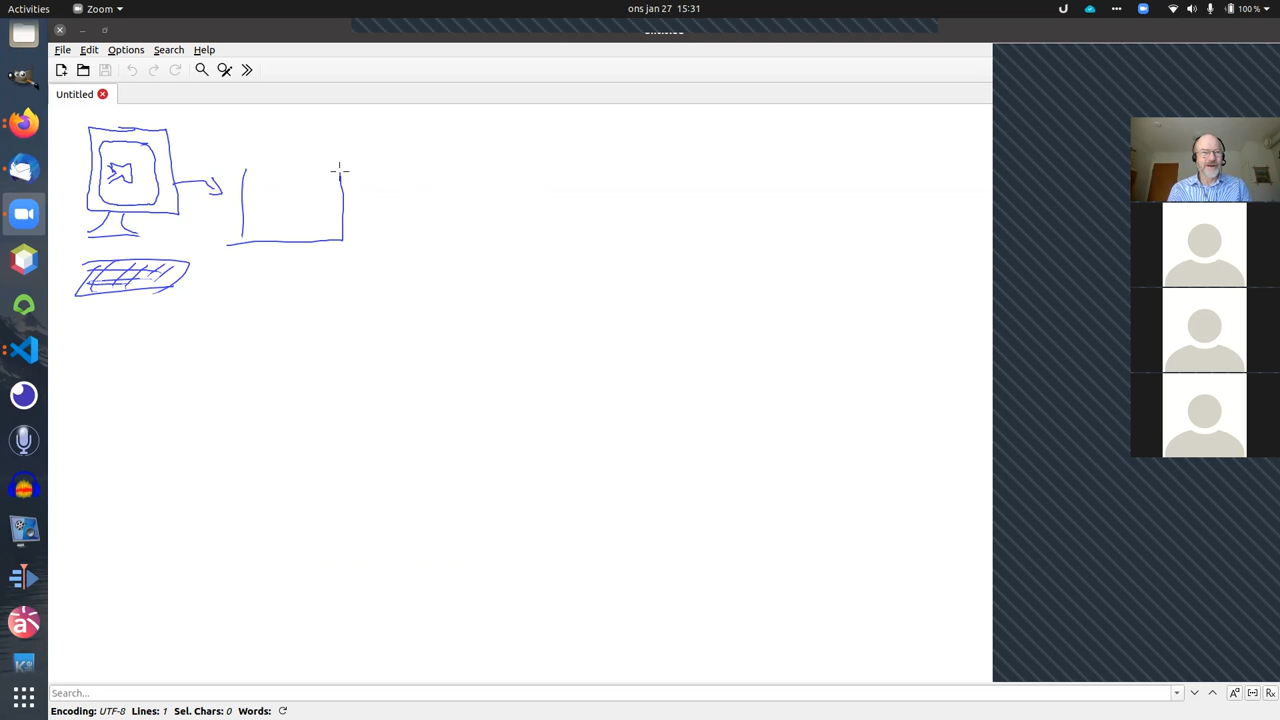 Activities Zoom ons jan 27 15:31 100 %
File Edit Options Search Help
Untitled
Search...
Encoding: UTF-8 Lines: 1 Sel. Chars: 0 Words: